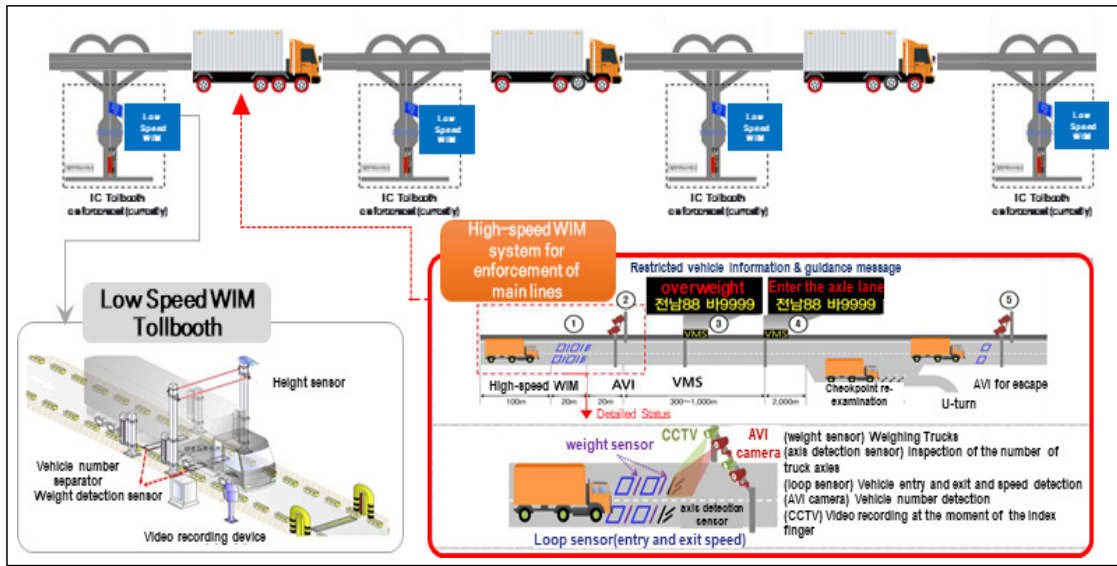 Low
Speed
WIM
Low
Speed
WIM
Low
Speed
WIM
Low
Speed
WIM
IC Tollbooth
enforcement (currently)
IC Tollbooth
enforcement (currently)
IC Tollbooth
enforcement (currently)
IC Tollbooth
enforcement (currently)
High-speed WIM
system for
enforcement of
main lines
Restricted vehicle information & guidance message
overweight
전남88 바9999
Enter the axle lane
전남88 바9999
①
②
③
④
⑤
VMS
VMS
High-speed WIM
AVI
VMS
Checkpoint re-
examination
U-turn
AVI for escape
100m
20m
20m
300~1,000m
2,000m
Detailed Status
weight sensor
CCTV
AVI
camera
axis detection
sensor
Loop sensor(entry and exit speed)
(weight sensor) Weighing Trucks
(axis detection sensor) Inspection of the number of
truck axles
(loop sensor) Vehicle entry and exit and speed detection
(AVI camera) Vehicle number detection
(CCTV) Video recording at the moment of the index
finger
Low Speed WIM
Tollbooth
Height sensor
Vehicle number
separator
Weight detection sensor
Video recording device